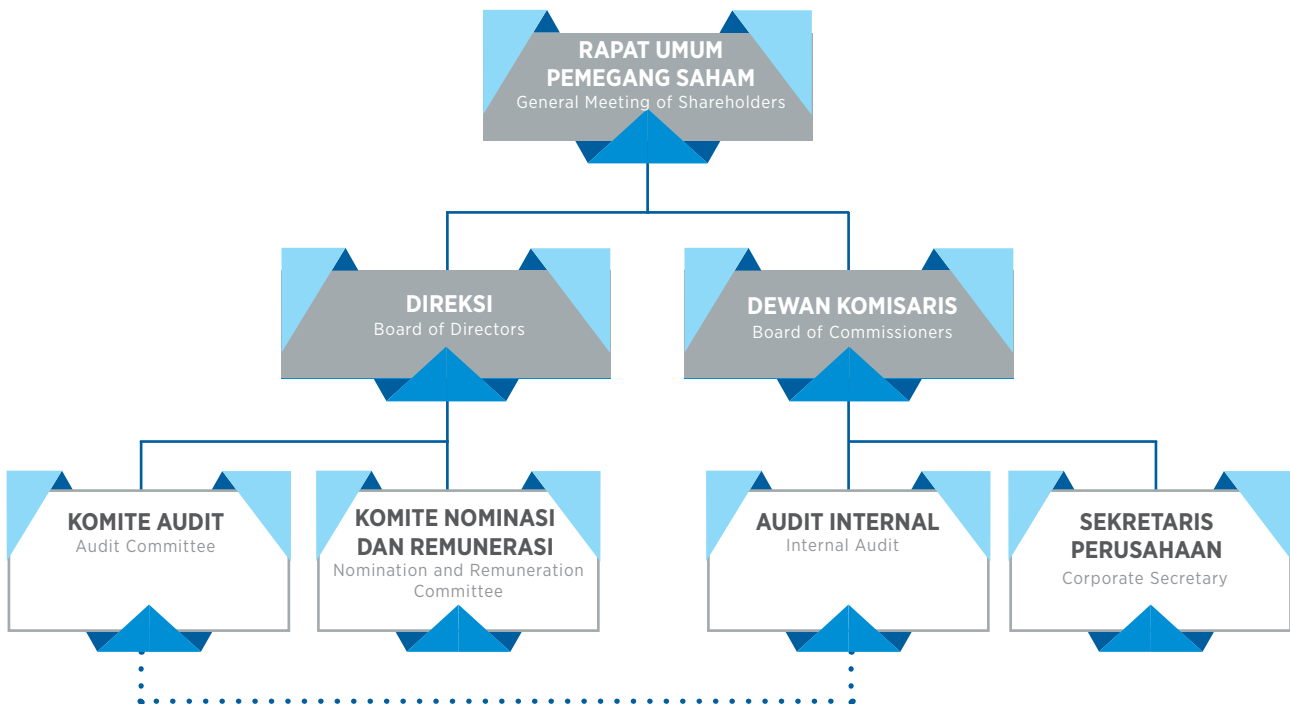 RAPAT UMUM
PEMEGANG SAHAM
General Meeting of Shareholders
DIREKSI
Board of Directors
DEWAN KOMISARIS
Board of Commissioners
KOMITE AUDIT
Audit Committee
KOMITE NOMINASI
DAN REMUNERASI
Nomination and Remuneration
Committee
AUDIT INTERNAL
Internal Audit
SEKRETARIS
PERUSAHAAN
Corporate Secretary